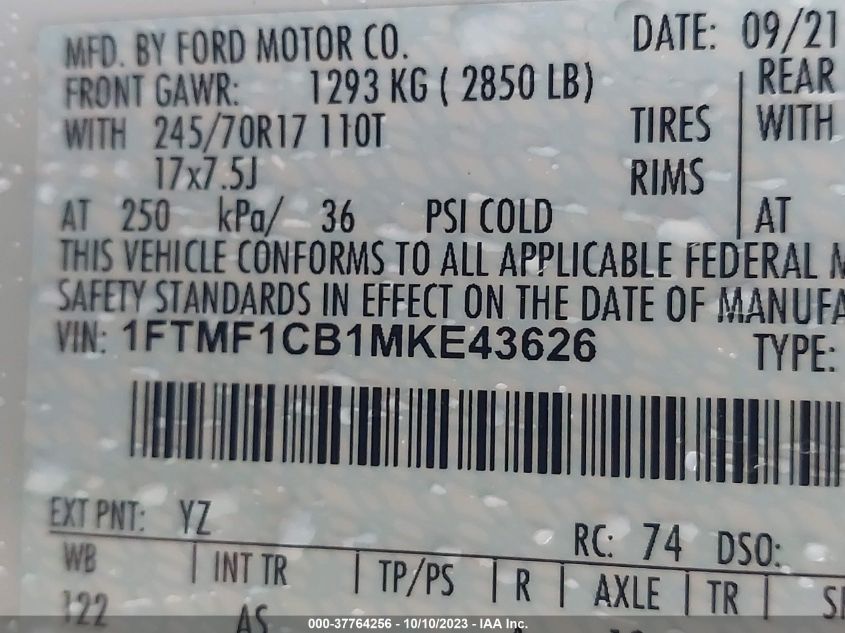 MFD. BY FORD MOTOR CO. DATE: 09/21
FRONT GAWR: 1293 KG ( 2850 LB) REAR
WITH 245/70R17 110T TIRES WITH
17x7.5J RIMS
AT 250 kPa/ 36 PSI COLD AT
THIS VEHICLE CONFORMS TO ALL APPLICABLE FEDERAL M
SAFETY STANDARDS IN EFFECT ON THE DATE OF MANUFA
VIN: 1FTMF1CB1MKE43626 TYPE:
EXT PNT: YZ RC: 74 DSO:
WB INT TR TP/PS R AXLE TR
122 AS
000-37764256 - 10/10/2023 - IAA Inc.